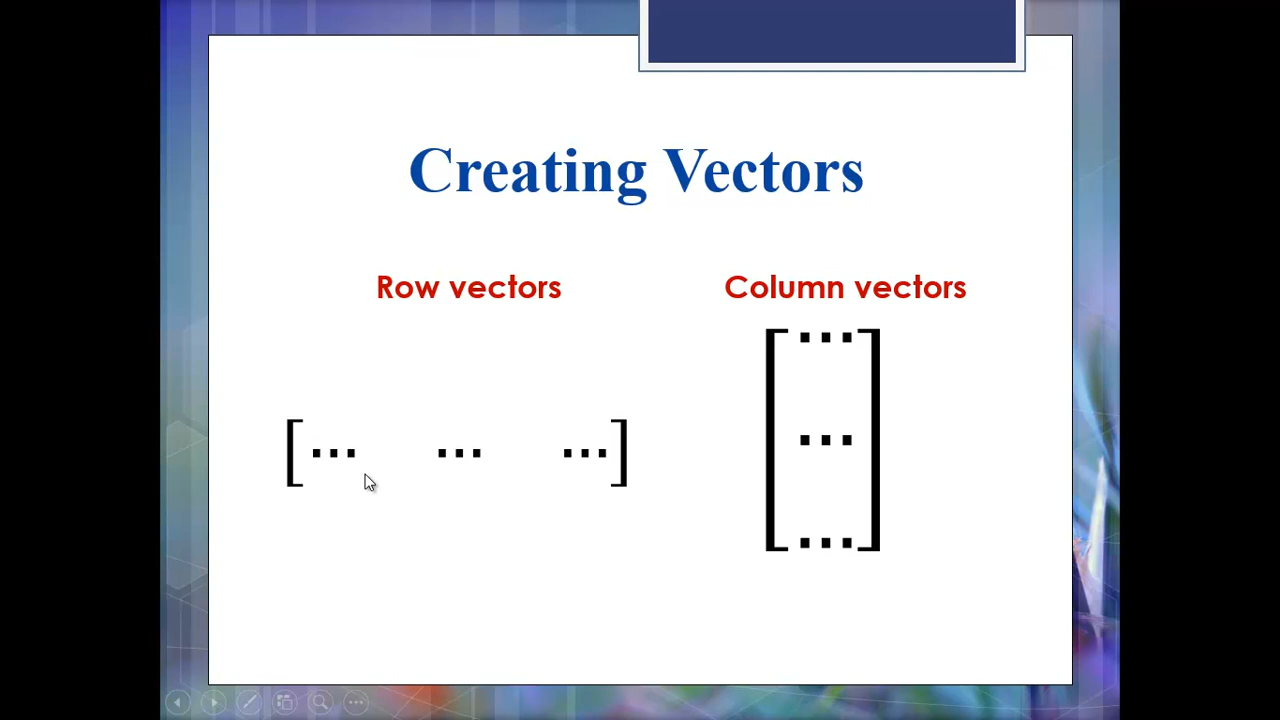 Creating Vectors
Row vectors
Column vectors
[... ... ...]
[...
...
...]